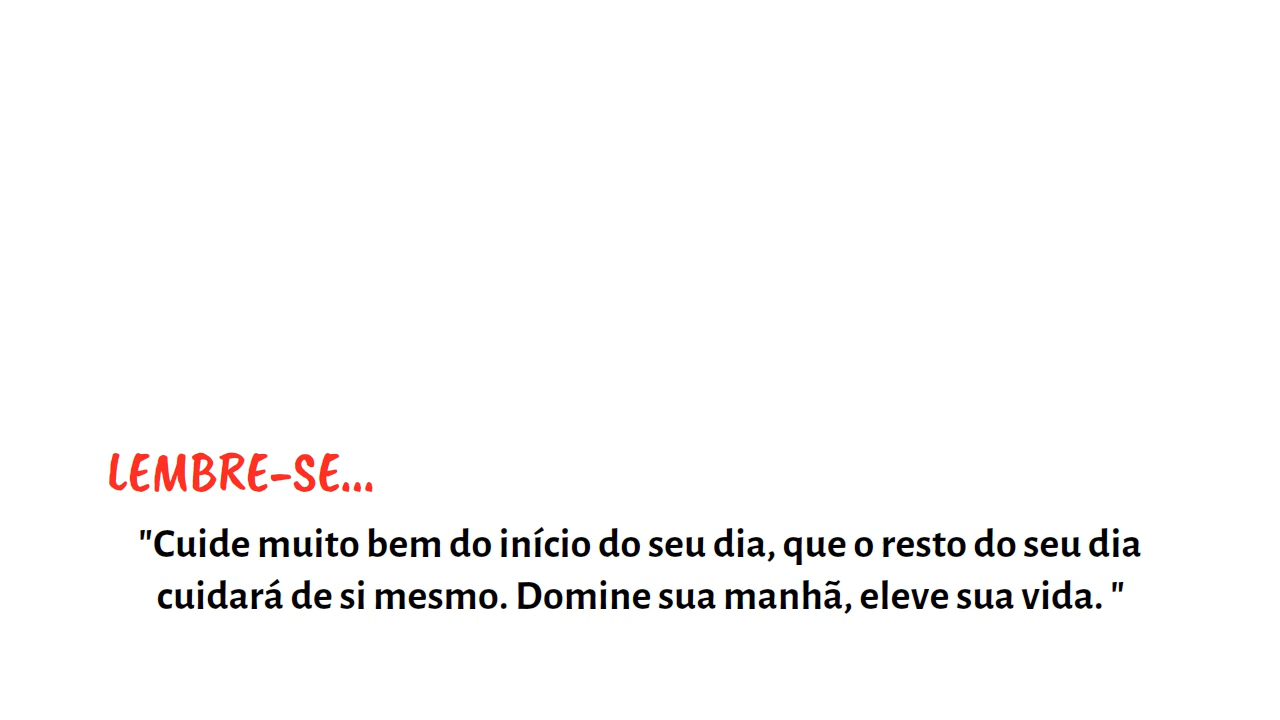 LEMBRE-SE...
"Cuide muito bem do início do seu dia, que o resto do seu dia
cuidará de si mesmo. Domine sua manhã, eleve sua vida. "